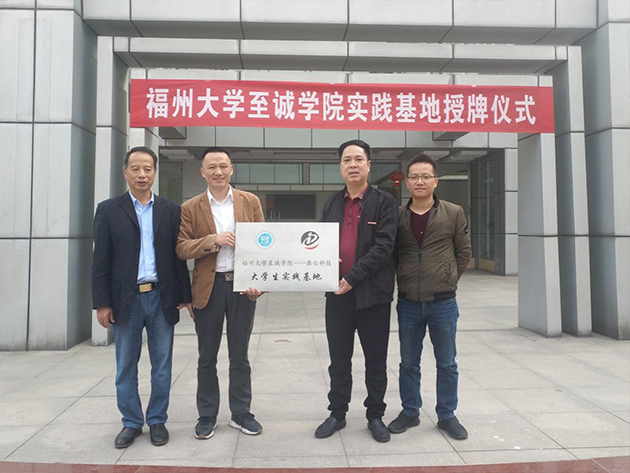 福州大学至诚学院实践基地授牌仪式
福州大学至诚学院——犇云科技
大学生实践基地